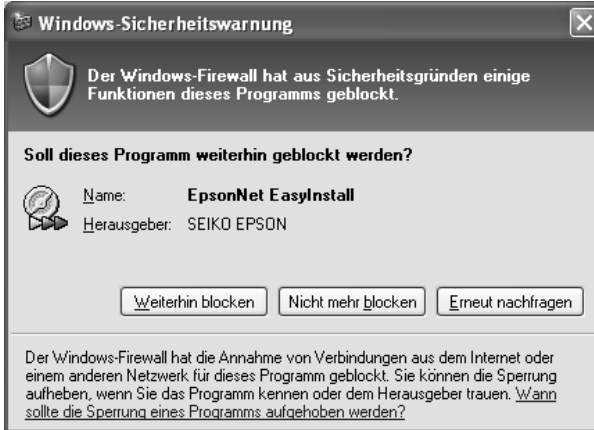 Windows-Sicherheitswarnung
Der Windows-Firewall hat aus Sicherheitsgründen einige
Funktionen dieses Programms geblockt.
Soll dieses Programm weiterhin geblockt werden?
Name: EpsonNet EasyInstall
Herausgeber: SEIKO EPSON
Weiterhin blocken Nicht mehr blocken Erneut nachfragen
Der Windows-Firewall hat die Annahme von Verbindungen aus dem Internet oder
einem anderen Netzwerk für dieses Programm geblockt. Sie können die Sperrung
aufheben, wenn Sie das Programm kennen oder dem Herausgeber trauen. Wann
sollte die Sperrung eines Programms aufgehoben werden?